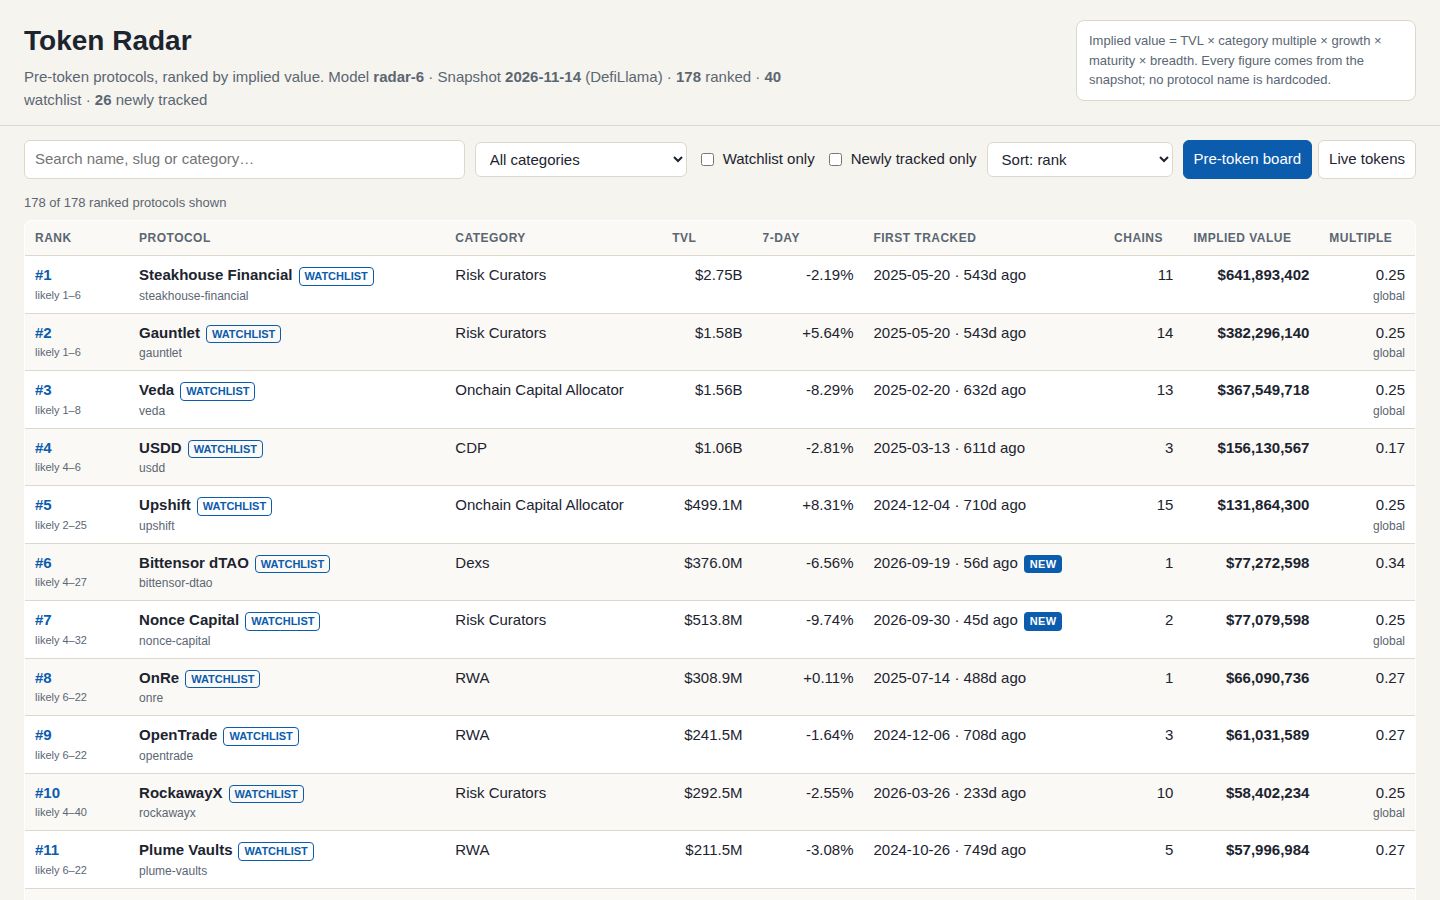 Token Radar
Pre-token protocols, ranked by implied value. Model radar-6 · Snapshot 2026-11-14 (DefiLlama) · 178 ranked · 40
watchlist · 26 newly tracked
Implied value = TVL × category multiple × growth ×
maturity × breadth. Every figure comes from the
snapshot; no protocol name is hardcoded.
Search name, slug or category…
All categories
Watchlist only
Newly tracked only
Sort: rank
Pre-token board
Live tokens
178 of 178 ranked protocols shown
RANK PROTOCOL CATEGORY TVL 7-DAY FIRST TRACKED CHAINS IMPLIED VALUE MULTIPLE
#1 Steakhouse Financial WATCHLIST Risk Curators $2.75B -2.19% 2025-05-20 · 543d ago 11 $641,893,402 0.25
likely 1–6 steakhouse-financial global
#2 Gauntlet WATCHLIST Risk Curators $1.58B +5.64% 2025-05-20 · 543d ago 14 $382,296,140 0.25
likely 1–6 gauntlet global
#3 Veda WATCHLIST Onchain Capital Allocator $1.56B -8.29% 2025-02-20 · 632d ago 13 $367,549,718 0.25
likely 1–8 veda global
#4 USDD WATCHLIST CDP $1.06B -2.81% 2025-03-13 · 611d ago 3 $156,130,567 0.17
likely 4–6 usdd
#5 Upshift WATCHLIST Onchain Capital Allocator $499.1M +8.31% 2024-12-04 · 710d ago 15 $131,864,300 0.25
likely 2–25 upshift global
#6 Bittensor dTAO WATCHLIST Dexs $376.0M -6.56% 2026-09-19 · 56d ago NEW 1 $77,272,598 0.34
likely 4–27 bittensor-dtao
#7 Nonce Capital WATCHLIST Risk Curators $513.8M -9.74% 2026-09-30 · 45d ago NEW 2 $77,079,598 0.25
likely 4–32 nonce-capital global
#8 OnRe WATCHLIST RWA $308.9M +0.11% 2025-07-14 · 488d ago 1 $66,090,736 0.27
likely 6–22 onre
#9 OpenTrade WATCHLIST RWA $241.5M -1.64% 2024-12-06 · 708d ago 3 $61,031,589 0.27
likely 6–22 opentrade
#10 RockawayX WATCHLIST Risk Curators $292.5M -2.55% 2026-03-26 · 233d ago 10 $58,402,234 0.25
likely 4–40 rockawayx global
#11 Plume Vaults WATCHLIST RWA $211.5M -3.08% 2024-10-26 · 749d ago 5 $57,996,984 0.27
likely 6–22 plume-vaults